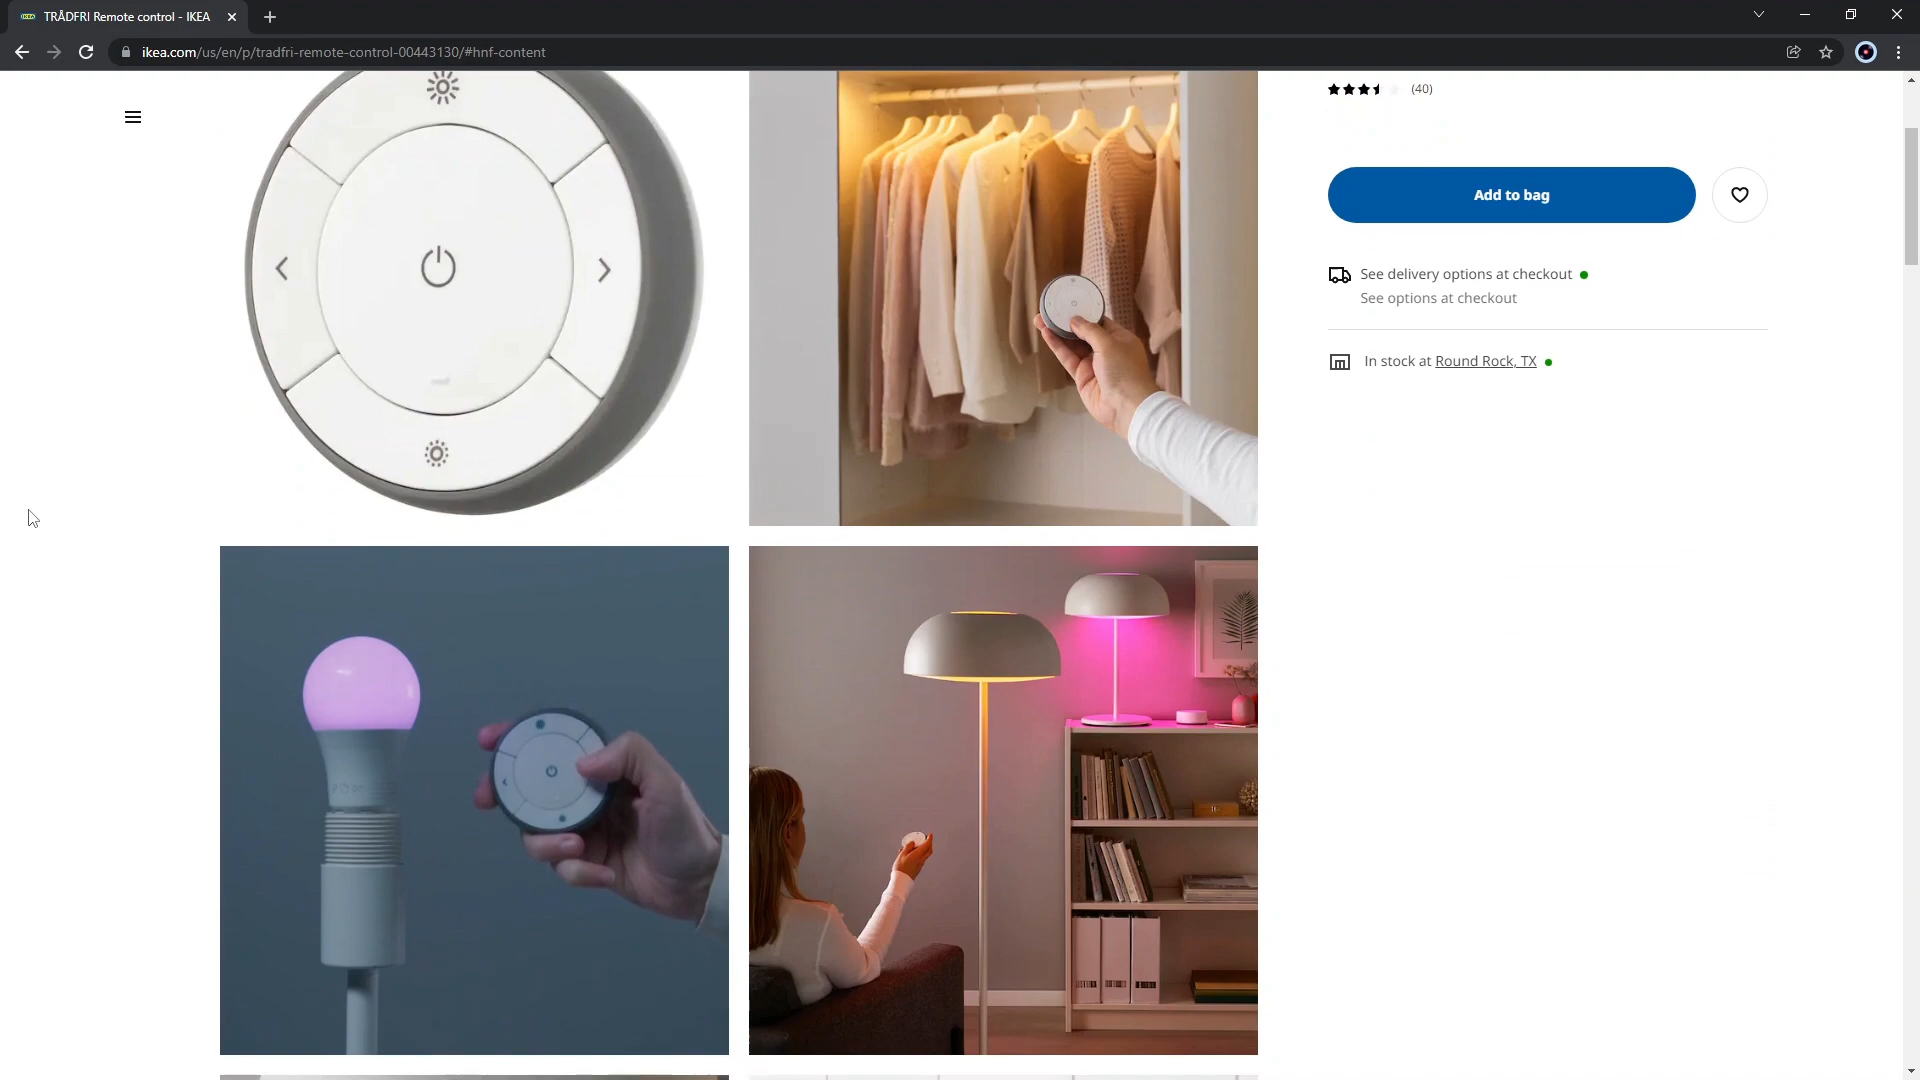 TRÅDFRI Remote control - IKEA
ikea.com/us/en/p/tradfri-remote-control-00443130/#hnf-content
(40)
Add to bag
See delivery options at checkout
See options at checkout
In stock at Round Rock, TX